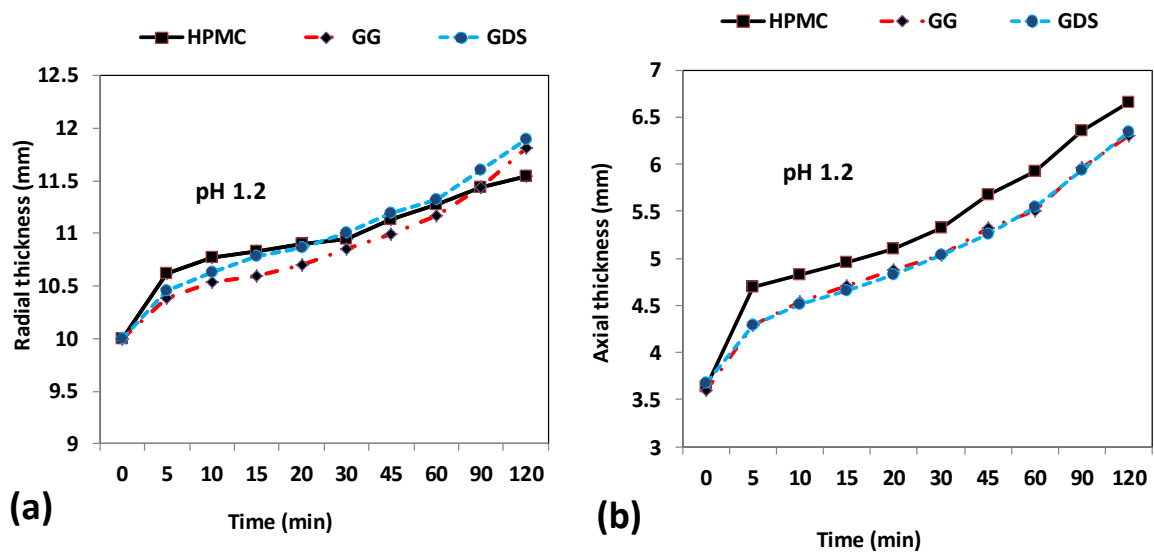 HPMC GG GDS
12.5
12
11.5
11
10.5
10
9.5
9
Radial thickness (mm)
pH 1.2
0 5 10 15 20 30 45 60 90 120
Time (min)
(a)
HPMC GG GDS
7
6.5
6
5.5
5
4.5
4
3.5
3
Axial thickness (mm)
pH 1.2
0 5 10 15 20 30 45 60 90 120
Time (min)
(b)